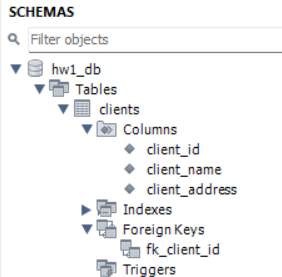 SCHEMAS
Filter objects
hw1_db
Tables
clients
Columns
client_id
client_name
client_address
Indexes
Foreign Keys
fk_client_id
Triggers